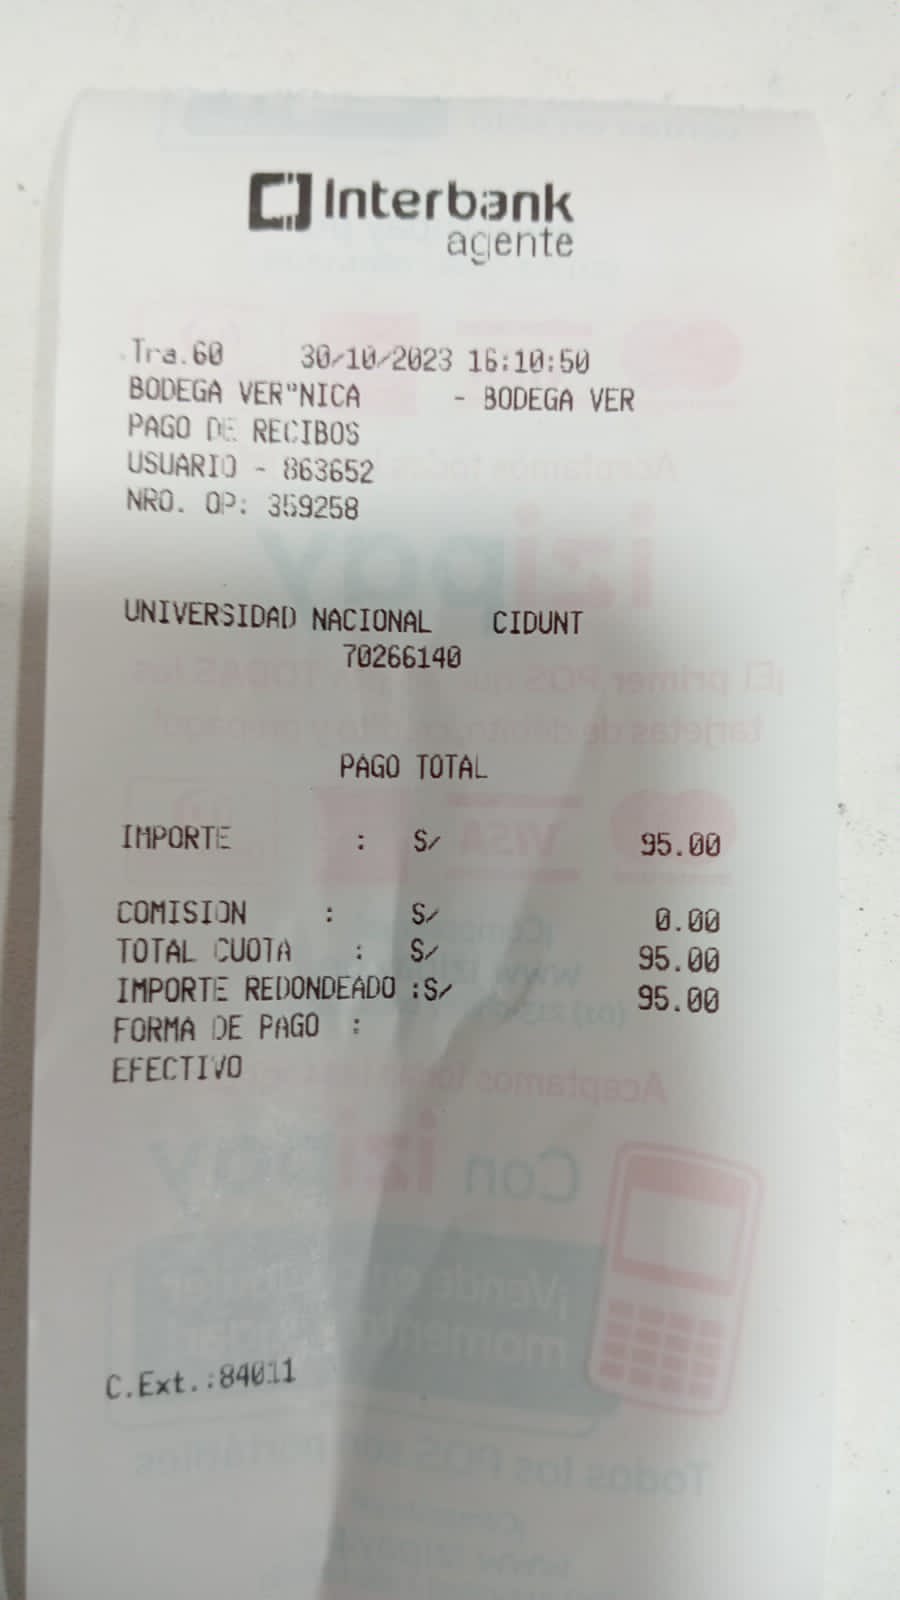 Interbank
agente
Tra.60 30/10/2023 16:10:50
BODEGA VER"NICA - BODEGA VER
PAGO DE RECIBOS
USUARIO - 863652
NRO. OP: 359258
UNIVERSIDAD NACIONAL CIDUNT
70266140
PAGO TOTAL
IMPORTE : S/ 95.00
COMISION : S/ 0.00
TOTAL CUOTA : S/ 95.00
IMPORTE REDONDEADO :S/ 95.00
FORMA DE PAGO :
EFECTIVO
C.Ext.:84011